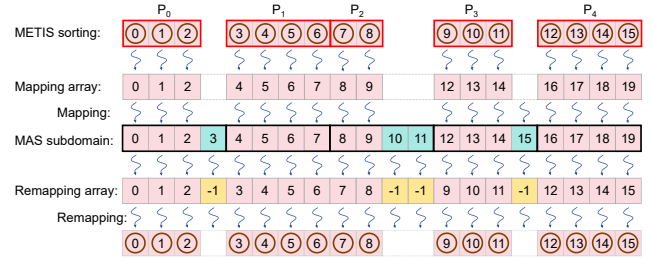 P0 P1 P2 P3 P4
METIS sorting: 0 1 2 3 4 5 6 7 8 9 10 11 12 13 14 15
Mapping array: 0 1 2 4 5 6 7 8 9 12 13 14 16 17 18 19
Mapping:
MAS subdomain: 0 1 2 3 4 5 6 7 8 9 10 11 12 13 14 15 16 17 18 19
Remapping array: 0 1 2 -1 3 4 5 6 7 8 -1 -1 9 10 11 -1 12 13 14 15
Remapping:
0 1 2 3 4 5 6 7 8 9 10 11 12 13 14 15